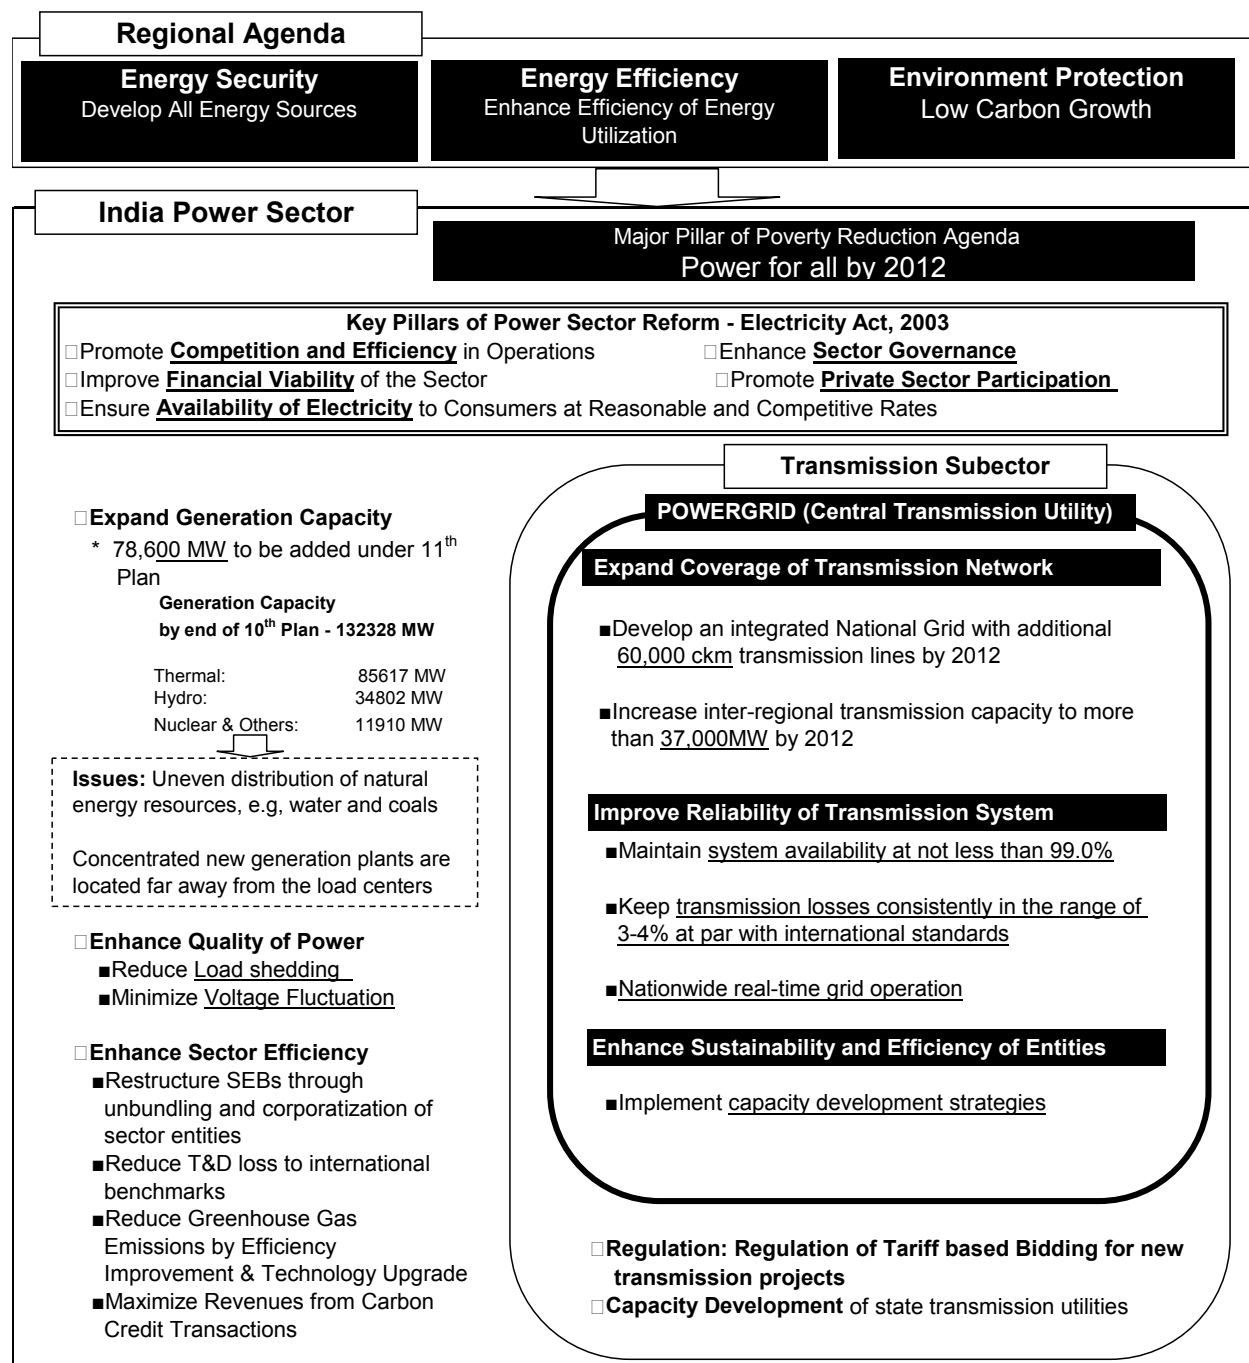 Regional Agenda
Energy Security
Develop All Energy Sources
Energy Efficiency
Enhance Efficiency of Energy
Utilization
Environment Protection
Low Carbon Growth
India Power Sector
Major Pillar of Poverty Reduction Agenda
Power for all by 2012
Key Pillars of Power Sector Reform - Electricity Act, 2003
□Promote Competition and Efficiency in Operations
□Enhance Sector Governance
□Improve Financial Viability of the Sector
□Promote Private Sector Participation
□Ensure Availability of Electricity to Consumers at Reasonable and Competitive Rates
□Expand Generation Capacity
* 78,600 MW to be added under 11th
Plan
Generation Capacity
by end of 10th Plan - 132328 MW
Thermal: 85617 MW
Hydro: 34802 MW
Nuclear & Others: 11910 MW
Issues: Uneven distribution of natural
energy resources, e.g, water and coals
Concentrated new generation plants are
located far away from the load centers
□Enhance Quality of Power
■Reduce Load shedding
■Minimize Voltage Fluctuation
□Enhance Sector Efficiency
■Restructure SEBs through
unbundling and corporatization of
sector entities
■Reduce T&D loss to international
benchmarks
■Reduce Greenhouse Gas
Emissions by Efficiency
Improvement & Technology Upgrade
■Maximize Revenues from Carbon
Credit Transactions
Transmission Subector
POWERGRID (Central Transmission Utility)
Expand Coverage of Transmission Network
■Develop an integrated National Grid with additional
60,000 ckm transmission lines by 2012
■Increase inter-regional transmission capacity to more
than 37,000MW by 2012
Improve Reliability of Transmission System
■Maintain system availability at not less than 99.0%
■Keep transmission losses consistently in the range of
3-4% at par with international standards
■Nationwide real-time grid operation
Enhance Sustainability and Efficiency of Entities
■Implement capacity development strategies
□Regulation: Regulation of Tariff based Bidding for new
transmission projects
□Capacity Development of state transmission utilities